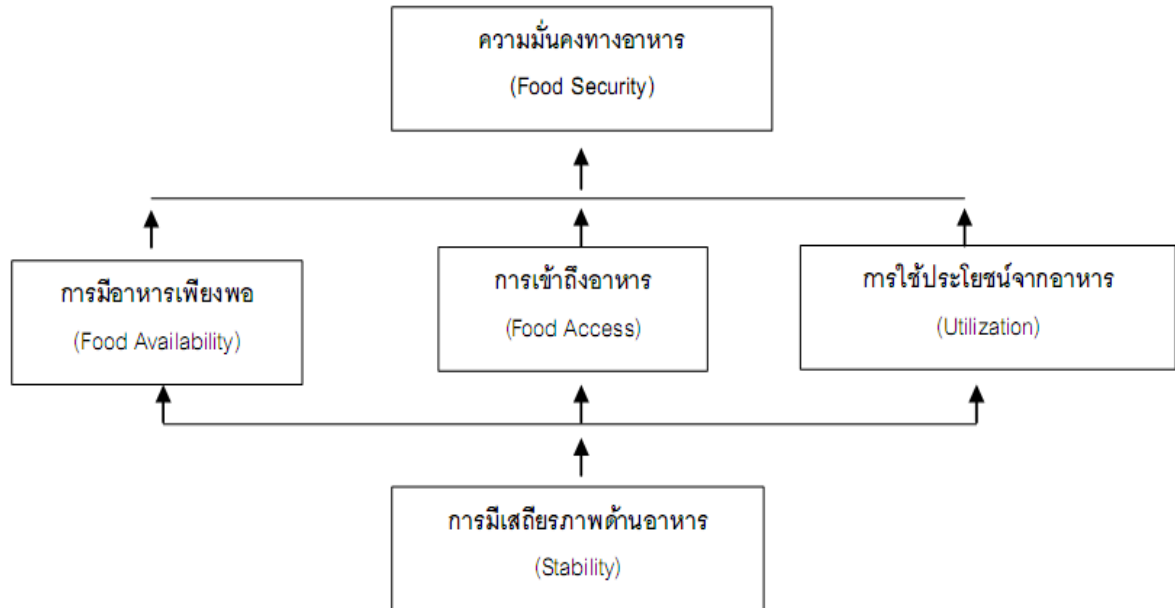 ความมั่นคงทางอาหาร
(Food Security)
การมีอาหารเพียงพอ
(Food Availability)
การเข้าถึงอาหาร
(Food Access)
การใช้ประโยชน์จากอาหาร
(Utilization)
การมีเสถียรภาพด้านอาหาร
(Stability)